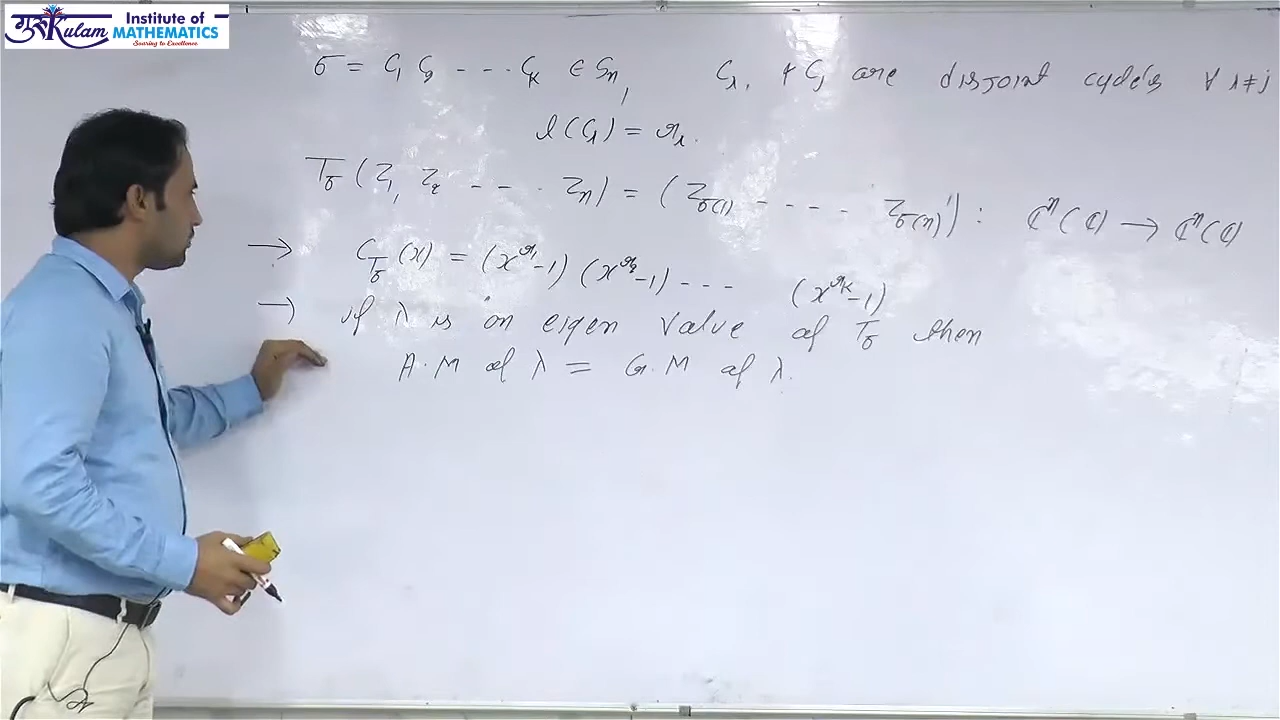 गुरुKulam Institute of MATHEMATICS
Soaring to Excellence
σ = C₁ C₂ --- Cₖ ∈ Sₙ, Cᵢ, & Cⱼ are disjoint cycles ∀ i≠j
l(Cᵢ) = rᵢ.
T_σ (Z₁, Z₂ --- Zₙ) = (Z_σ(1) ---- Z_σ(n)) : ℂⁿ(ℂ) → ℂⁿ(ℂ)
→ C_{T_σ}(x) = (x^{r₁}-1) (x^{r₂}-1) --- (x^{rₖ}-1)
→ if λ is an eigen value of T_σ then
A.M of λ = G.M of λ.